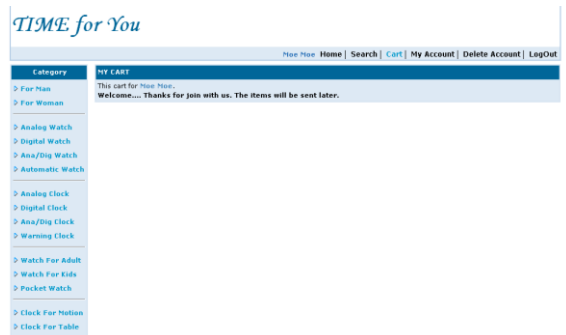 TIME for You
Moe Moe Home | Search | Cart | My Account | Delete Account | LogOut
Category
For Man
For Woman
Analog Watch
Digital Watch
Ana/Dig Watch
Automatic Watch
Analog Clock
Digital Clock
Ana/Dig Clock
Warning Clock
Watch For Adult
Watch For Kids
Pocket Watch
Clock For Motion
Clock For Table
MY CART
This cart for Moe Moe.
Welcome.... Thanks for join with us. The items will be sent later.